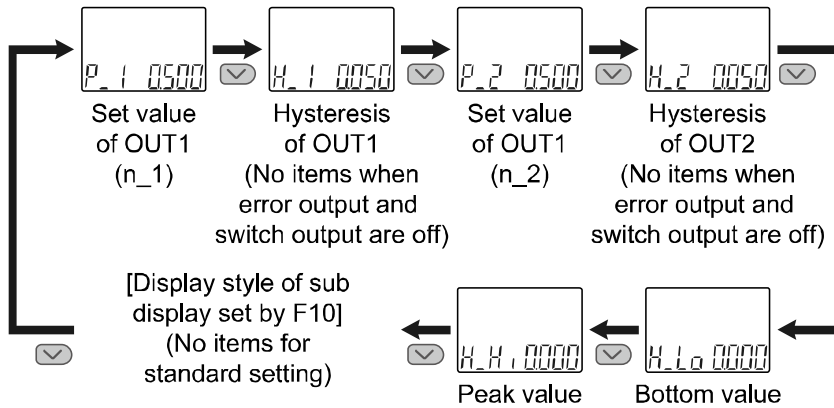 P_1 0.500
H_1 0.050
P_2 0.500
H_2 0.050
Set value
of OUT1
(n_1)
Hysteresis
of OUT1
(No items when
error output and
switch output are off)
Set value
of OUT1
(n_2)
Hysteresis
of OUT2
(No items when
error output and
switch output are off)
[Display style of sub
display set by F10]
(No items for
standard setting)
H_Hi 0.000
Peak value
H_Lo 0.000
Bottom value